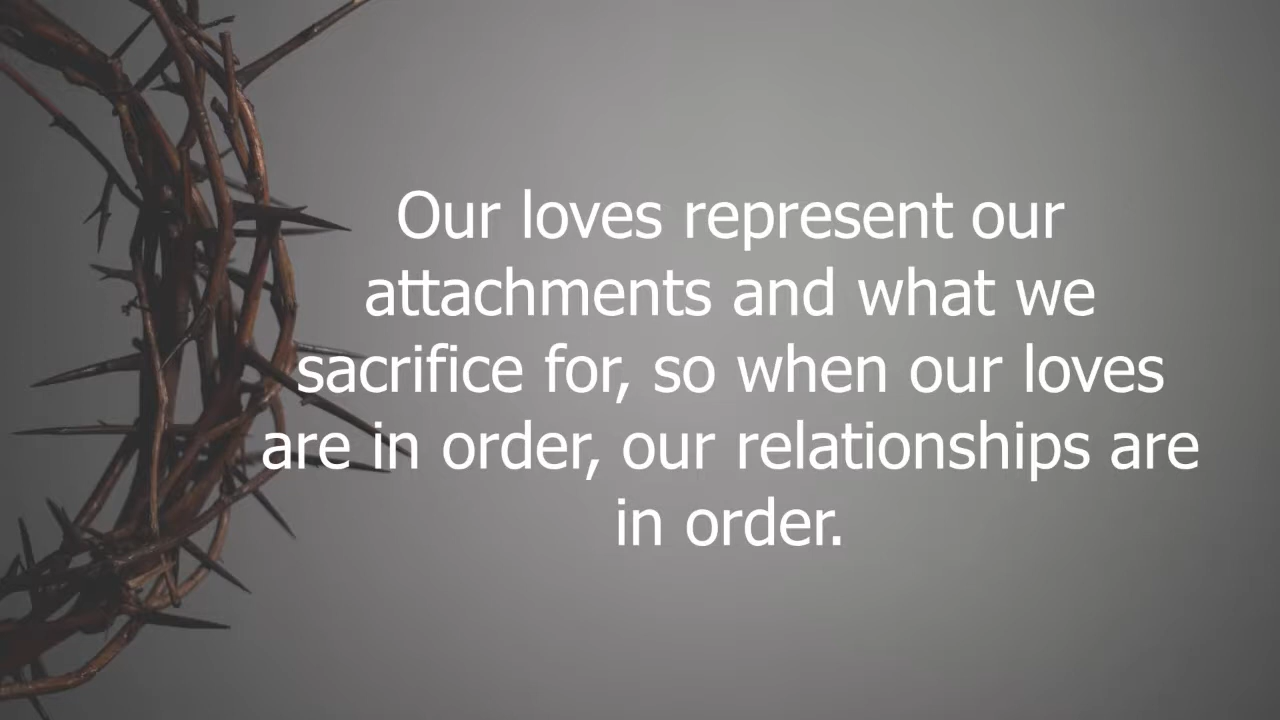 Our loves represent our
attachments and what we
sacrifice for, so when our loves
are in order, our relationships are
in order.